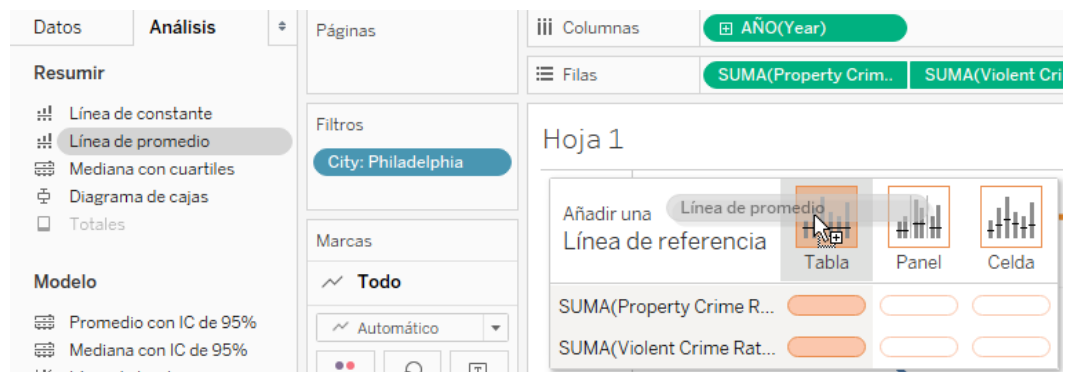 Datos
Análisis
Resumir
Línea de constante
Línea de promedio
Mediana con cuartiles
Diagrama de cajas
Totales
Modelo
Promedio con IC de 95%
Mediana con IC de 95%
Páginas
Filtros
City: Philadelphia
Marcas
Todo
Automático
Columnas
AÑO(Year)
Filas
SUMA(Property Crim..
SUMA(Violent Cri
Hoja 1
Añadir una
Línea de referencia
Línea de promedio
Tabla
Panel
Celda
SUMA(Property Crime R...
SUMA(Violent Crime Rat...